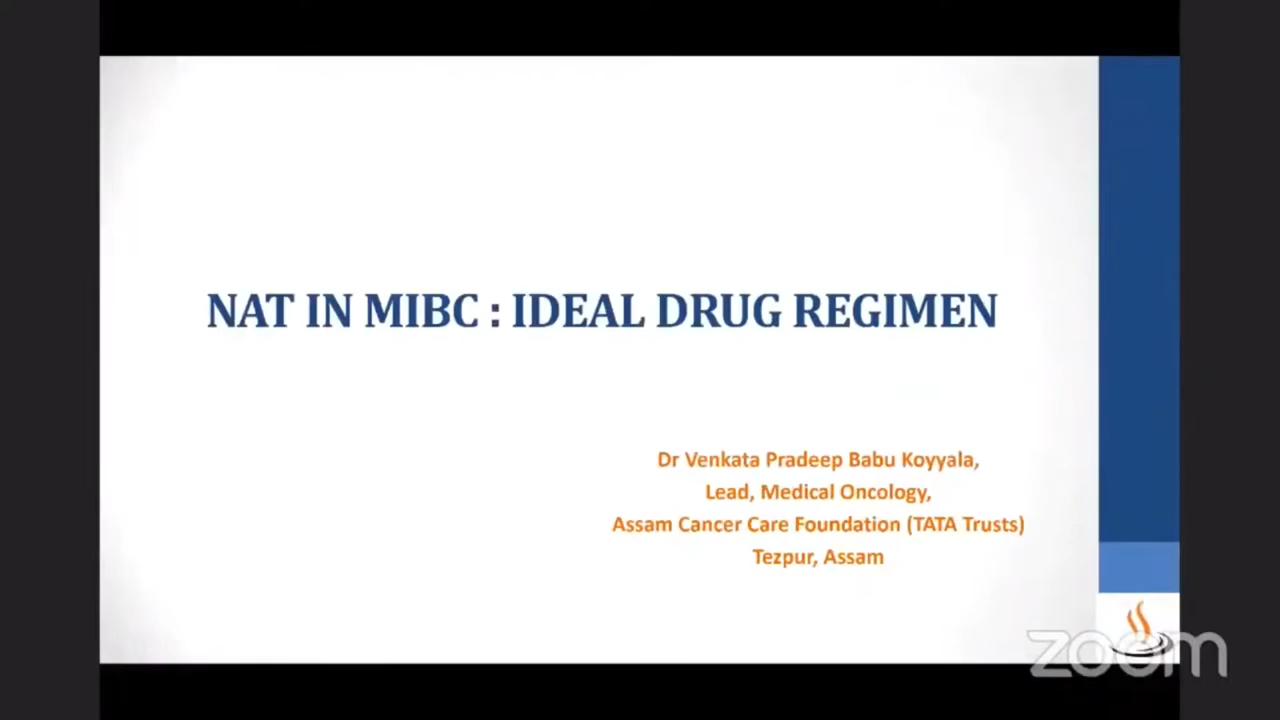 NAT IN MIBC : IDEAL DRUG REGIMEN
Dr Venkata Pradeep Babu Koyyala,
Lead, Medical Oncology,
Assam Cancer Care Foundation (TATA Trusts)
Tezpur, Assam
zoom